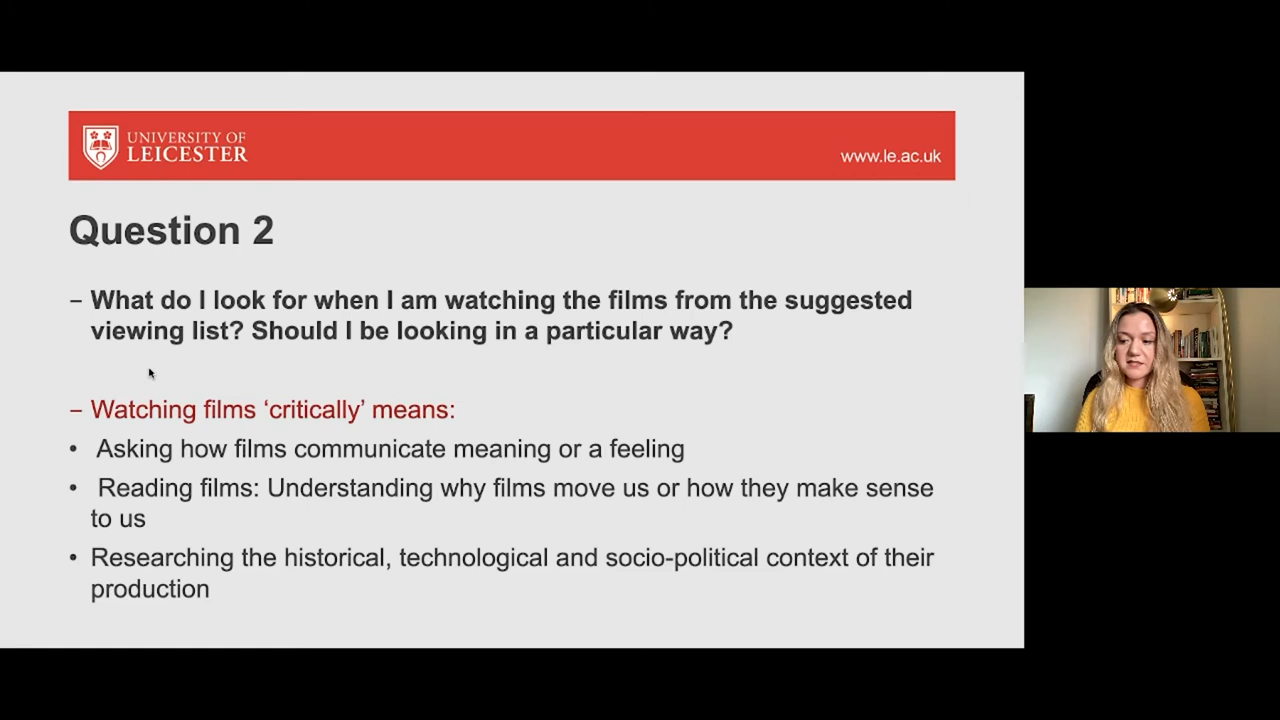 UNIVERSITY OF
LEICESTER
www.le.ac.uk
Question 2
– What do I look for when I am watching the films from the suggested
viewing list? Should I be looking in a particular way?
– Watching films ‘critically’ means:
• Asking how films communicate meaning or a feeling
• Reading films: Understanding why films move us or how they make sense
to us
• Researching the historical, technological and socio-political context of their
production